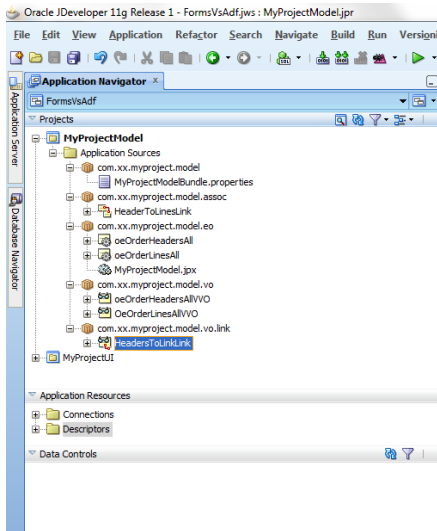 Oracle JDeveloper 11g Release 1 - FormsVsAdf.jws : MyProjectModel.jpr
File Edit View Application Refactor Search Navigate Build Run Versioni
Application Navigator
FormsVsAdf
Projects
MyProjectModel
Application Sources
com.xx.myproject.model
MyProjectModelBundle.properties
com.xx.myproject.model.assoc
HeaderToLinesLink
com.xx.myproject.model.eo
oeOrderHeadersAll
oeOrderLinesAll
MyProjectModel.jpx
com.xx.myproject.model.vo
oeOrderHeadersAllVVO
OeOrderLinesAllVVO
com.xx.myproject.model.vo.link
HeadersToLinkLink
MyProjectUI
Application Resources
Connections
Descriptors
Data Controls
Application Server
Database Navigator